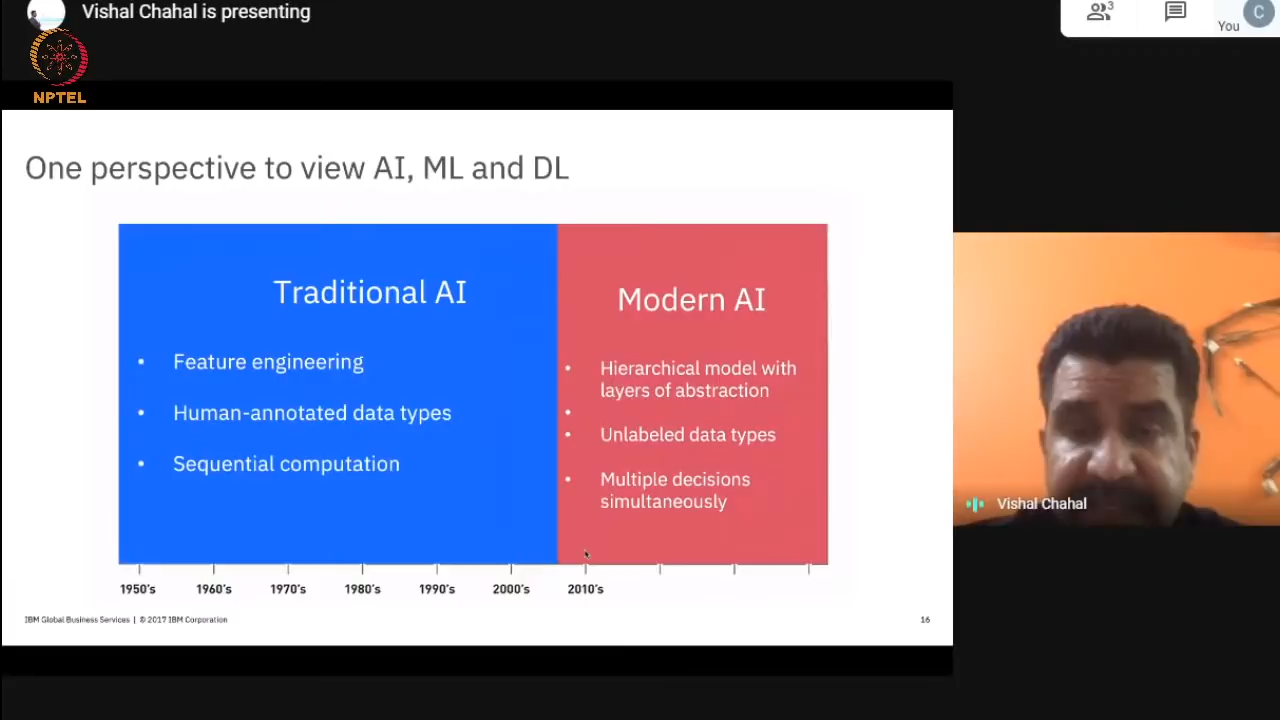 Vishal Chahal is presenting
3
You
C
NPTEL
One perspective to view AI, ML and DL
Traditional AI
• Feature engineering
• Human-annotated data types
• Sequential computation
Modern AI
• Hierarchical model with
layers of abstraction
•
• Unlabeled data types
• Multiple decisions
simultaneously
1950's 1960's 1970's 1980's 1990's 2000's 2010's
IBM Global Business Services | © 2017 IBM Corporation
16
Vishal Chahal